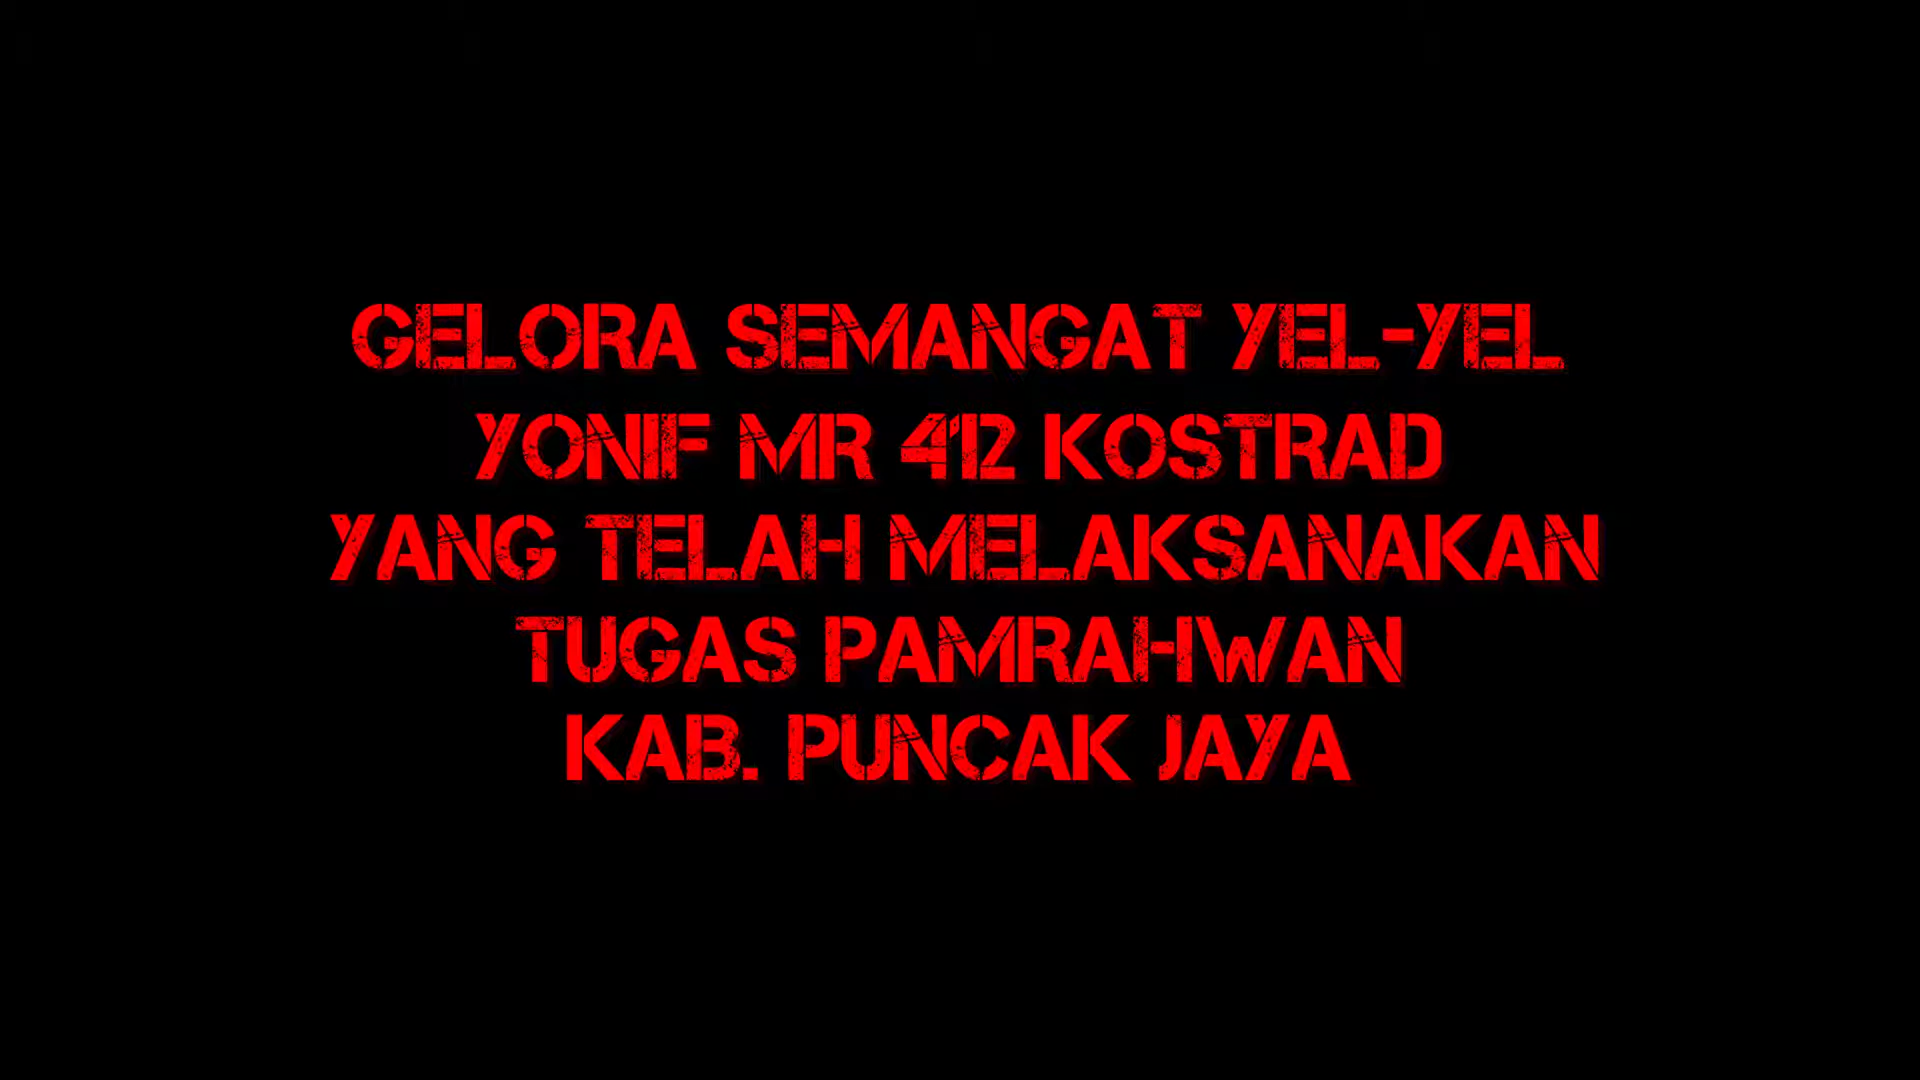 GELORA SEMANGAT YEL-YEL
YONIF MR 412 KOSTRAD
YANG TELAH MELAKSANAKAN
TUGAS PAMRAHWAN
KAB. PUNCAK JAYA